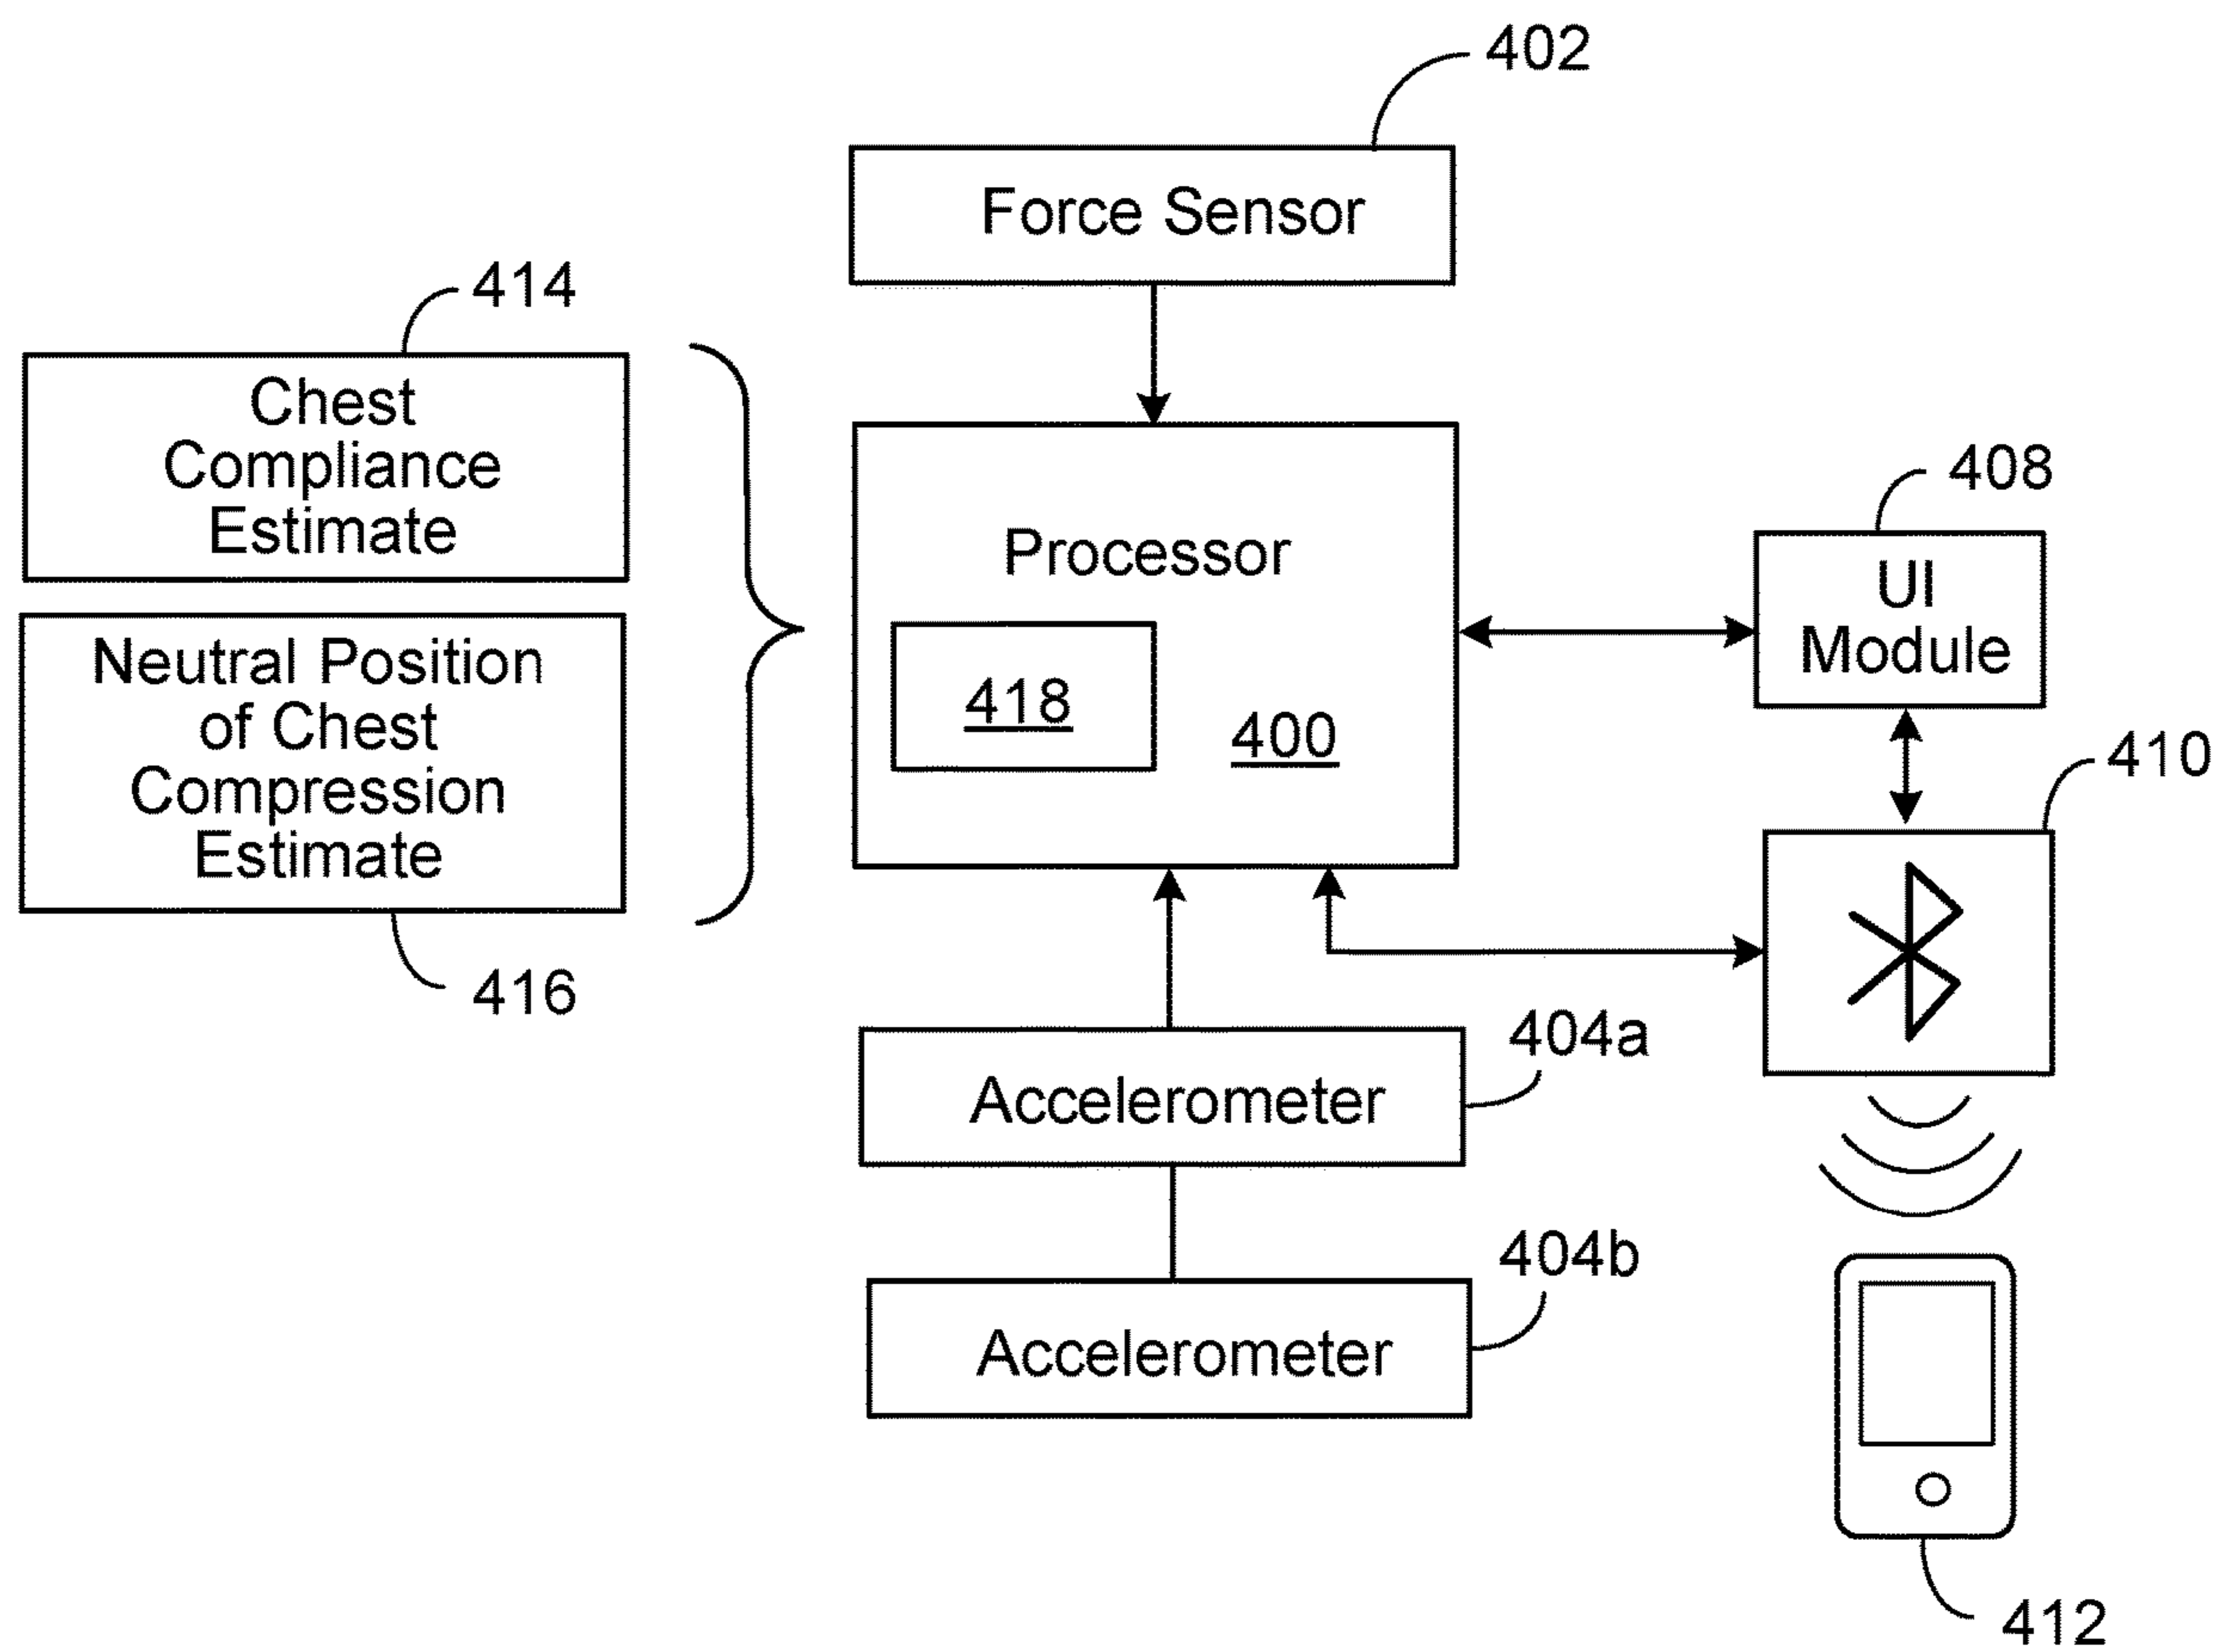 402
Force Sensor
414
Chest
Compliance
Estimate
Neutral Position
of Chest
Compression
Estimate
416
Processor
418
400
408
UI
Module
410
404a
Accelerometer
404b
Accelerometer
412